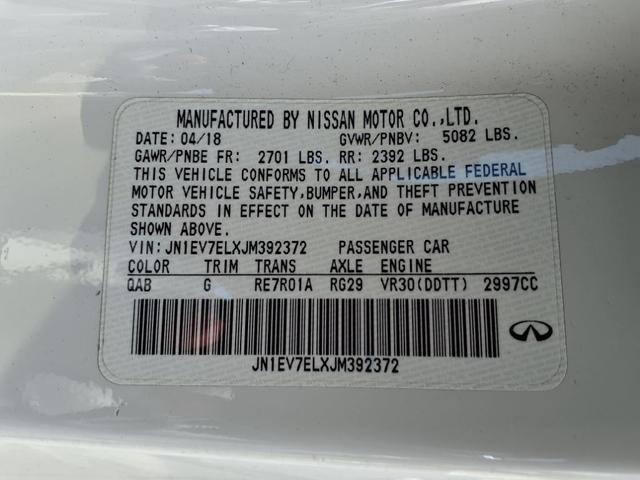 MANUFACTURED BY NISSAN MOTOR CO.,LTD.
DATE: 04/18 GVWR/PNBV: 5082 LBS.
GAWR/PNBE FR: 2701 LBS. RR: 2392 LBS.
THIS VEHICLE CONFORMS TO ALL APPLICABLE FEDERAL
MOTOR VEHICLE SAFETY,BUMPER,AND THEFT PREVENTION
STANDARDS IN EFFECT ON THE DATE OF MANUFACTURE
SHOWN ABOVE.
VIN: JN1EV7ELXJM392372 PASSENGER CAR
COLOR TRIM TRANS AXLE ENGINE
QAB G RE7R01A RG29 VR30(DDTT) 2997CC
JN1EV7ELXJM392372